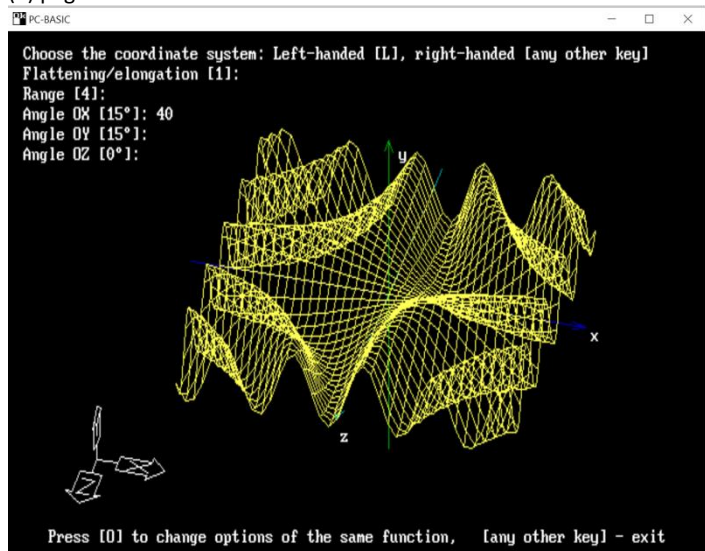 PC-BASIC
Choose the coordinate system: Left-handed [L], right-handed [any other key]
Flattening/elongation [1]:
Range [4]:
Angle OX [15°]: 40
Angle OY [15°]:
Angle OZ [0°]:
y
x
z
X
Z
Press [O] to change options of the same function, [any other key] - exit